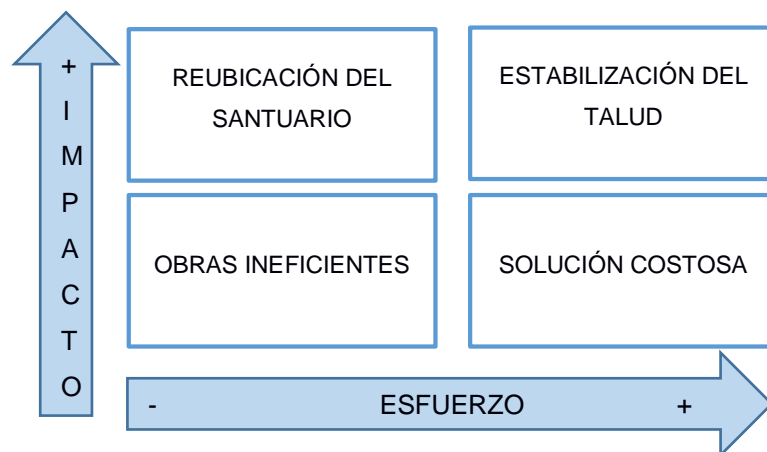 +
I
M
P
A
C
T
O
REUBICACIÓN DEL
SANTUARIO
ESTABILIZACIÓN DEL
TALUD
OBRAS INEFICIENTES
SOLUCIÓN COSTOSA
- ESFUERZO +